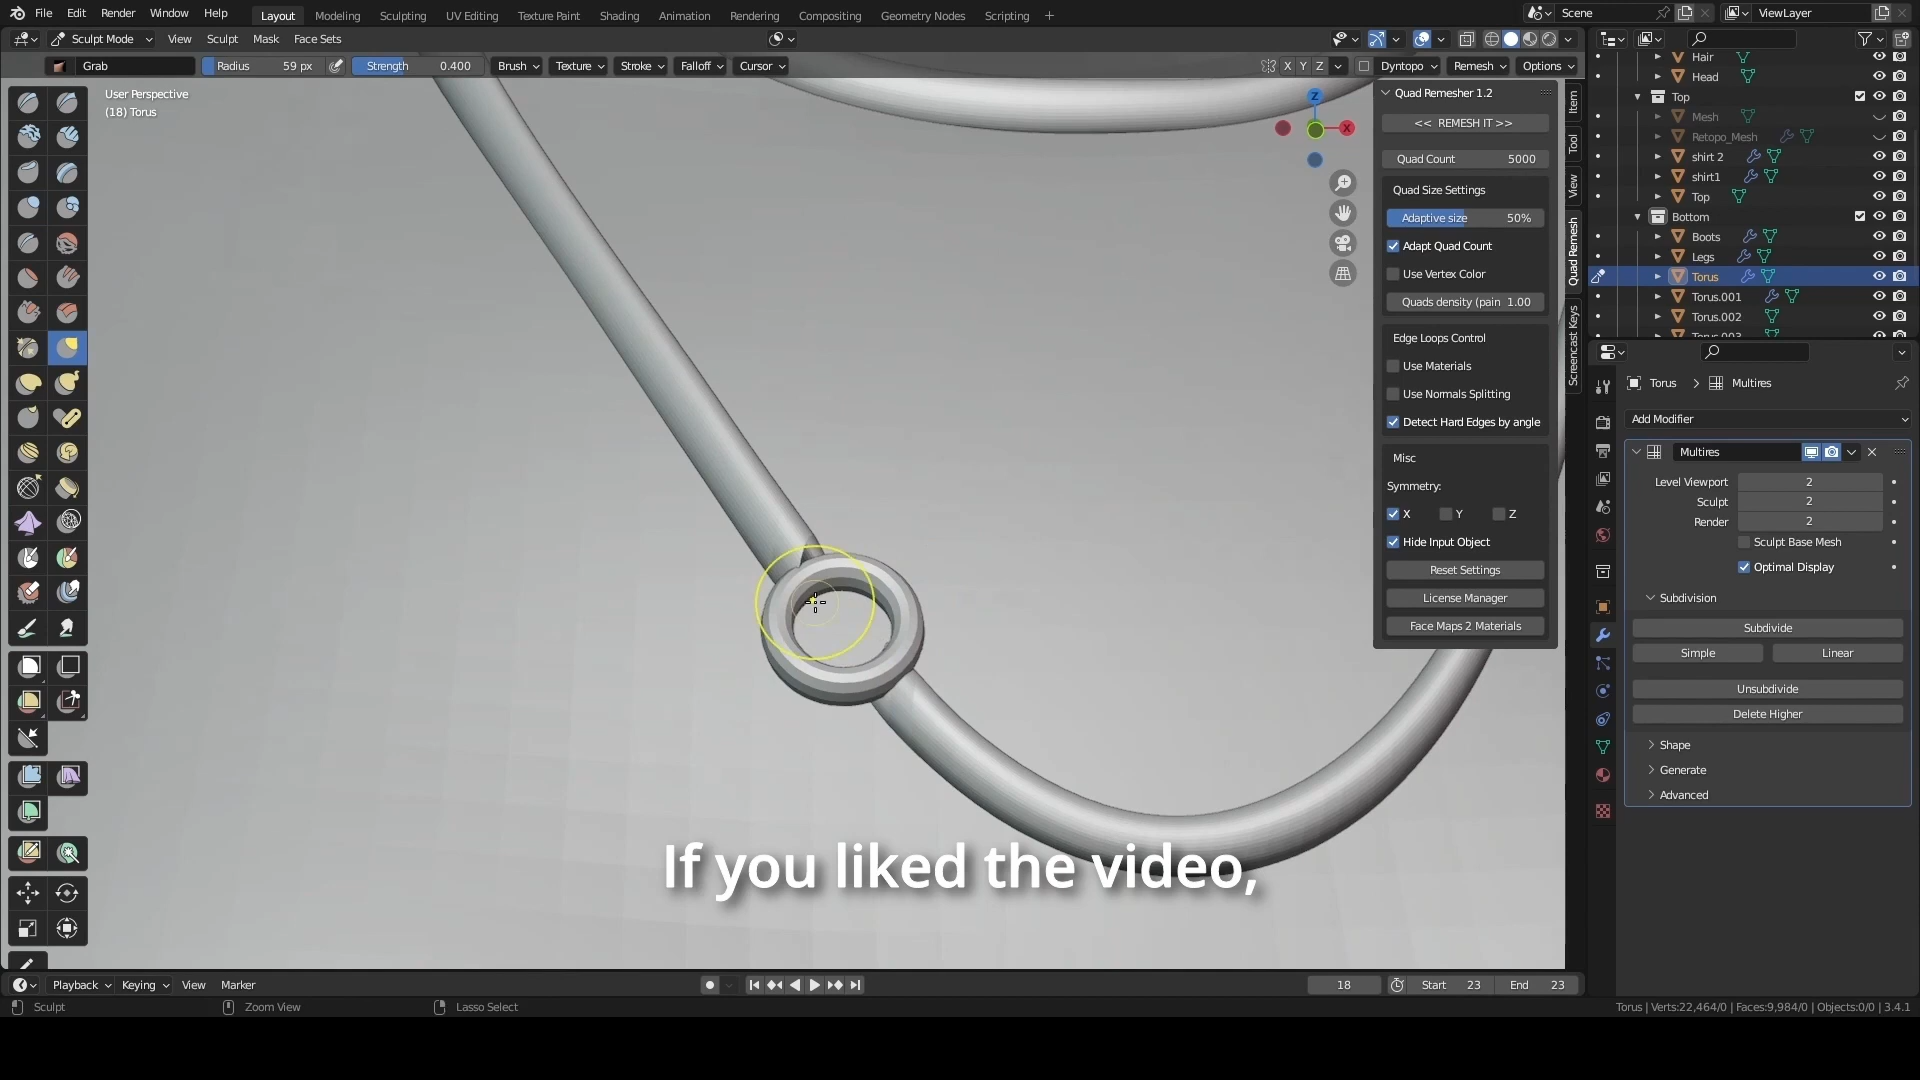 File Edit Render Window Help Layout Modeling Sculpting UV Editing Texture Paint Shading Animation Rendering Compositing Geometry Nodes Scripting + Scene ViewLayer
Sculpt Mode View Sculpt Mask Face Sets
Grab Radius 59 px Strength 0.400 Brush Texture Stroke Falloff Cursor X Y Z Dyntopo Remesh Options
User Perspective
(18) Torus
Z
X
Quad Remesher 1.2
<< REMESH IT >>
Quad Count 5000
Quad Size Settings
Adaptive size 50%
Adapt Quad Count
Use Vertex Color
Quads density (pain 1.00
Edge Loops Control
Use Materials
Use Normals Splitting
Detect Hard Edges by angle
Misc
Symmetry:
X Y Z
Hide Input Object
Reset Settings
License Manager
Face Maps 2 Materials
Item
Tool
View
Quad Remesh
Screencast Keys
Hair
Head
Top
Mesh
Retopo_Mesh
shirt 2
shirt1
Top
Bottom
Boots
Legs
Torus
Torus.001
Torus.002
Torus.003
Torus > Multires
Add Modifier
Multires
Level Viewport 2
Sculpt 2
Render 2
Sculpt Base Mesh
Optimal Display
Subdivision
Subdivide
Simple Linear
Unsubdivide
Delete Higher
Shape
Generate
Advanced
If you liked the video,
Playback Keying View Marker 18 Start 23 End 23
Sculpt Zoom View Lasso Select Torus | Verts:22,464/0 | Faces:9,984/0 | Objects:0/0 | 3.4.1